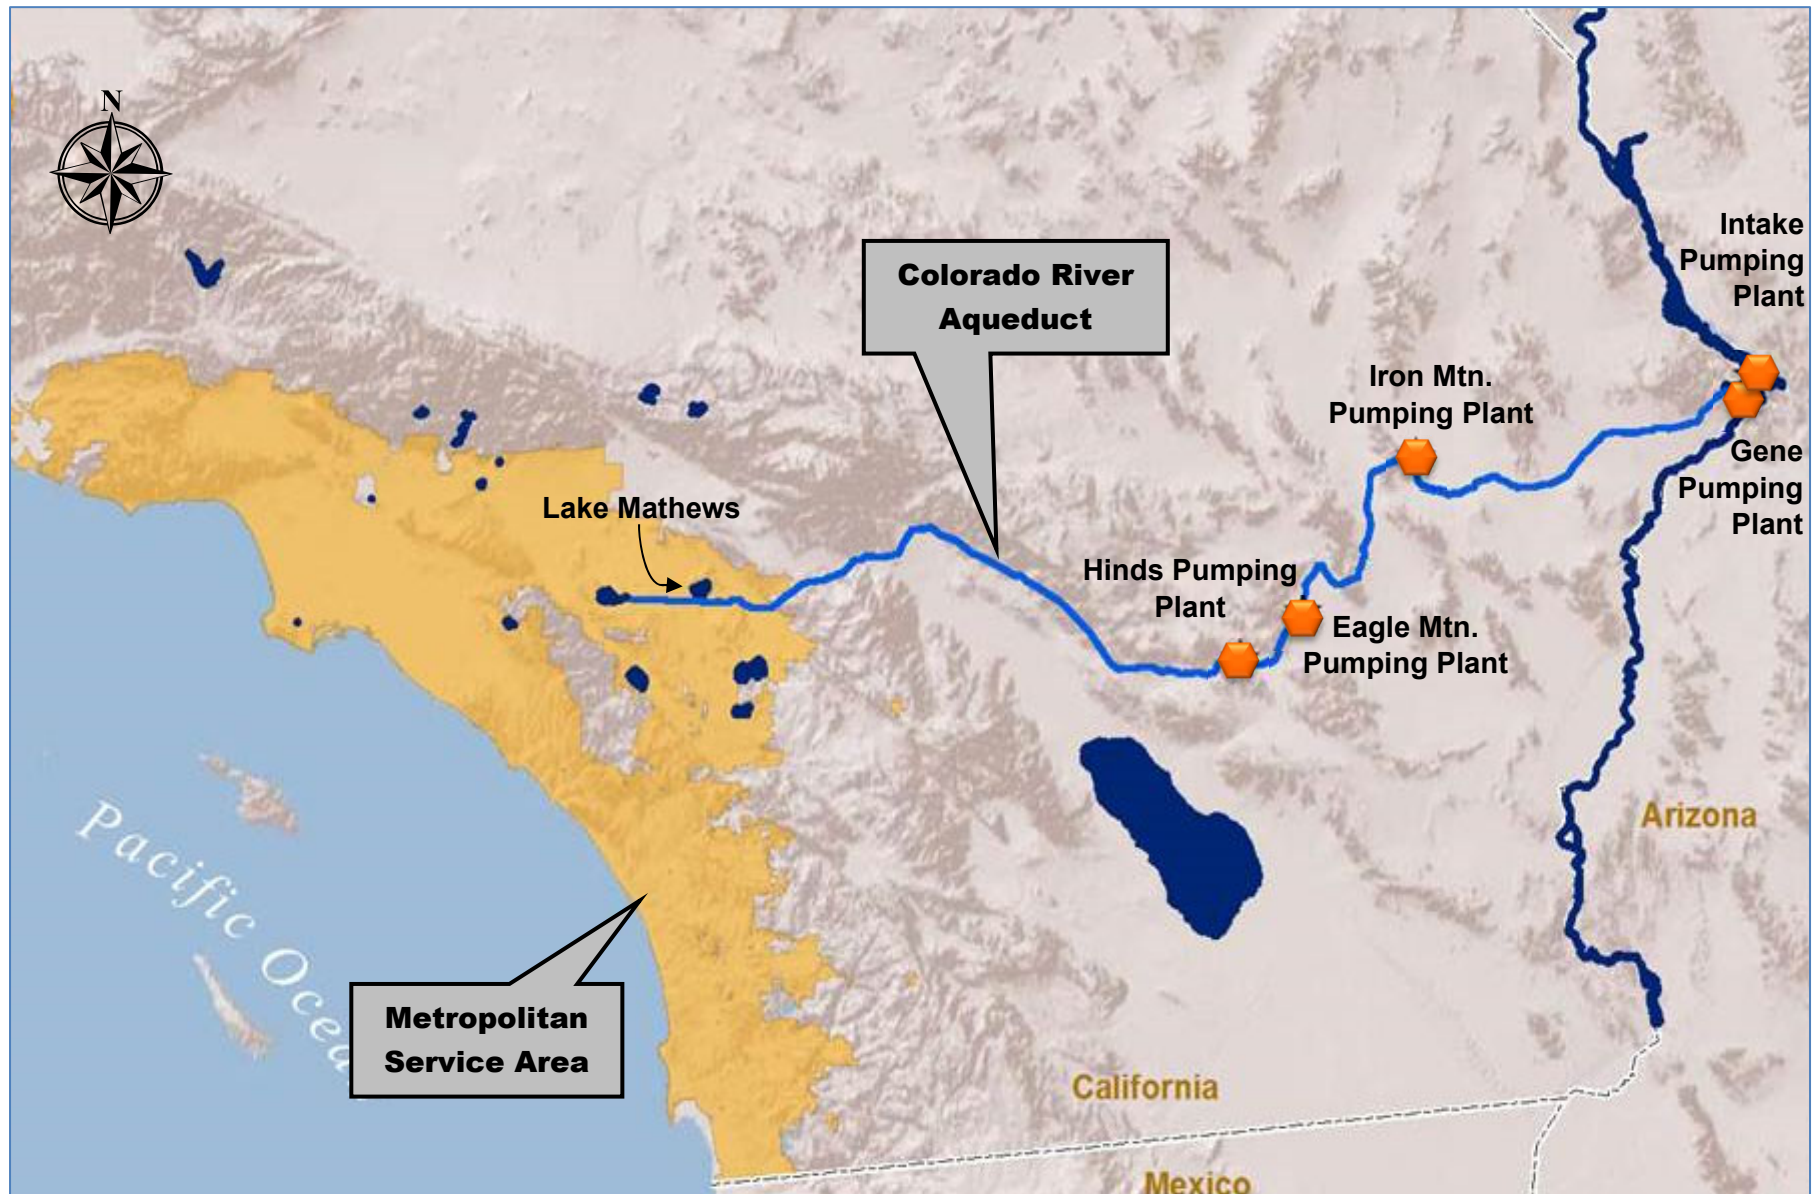 N
Intake
Pumping
Plant
Colorado River
Aqueduct
Iron Mtn.
Pumping Plant
Gene
Pumping
Plant
Lake Mathews
Hinds Pumping
Plant
Eagle Mtn.
Pumping Plant
Arizona
Pacific Ocea
Metropolitan
Service Area
California
Mexico